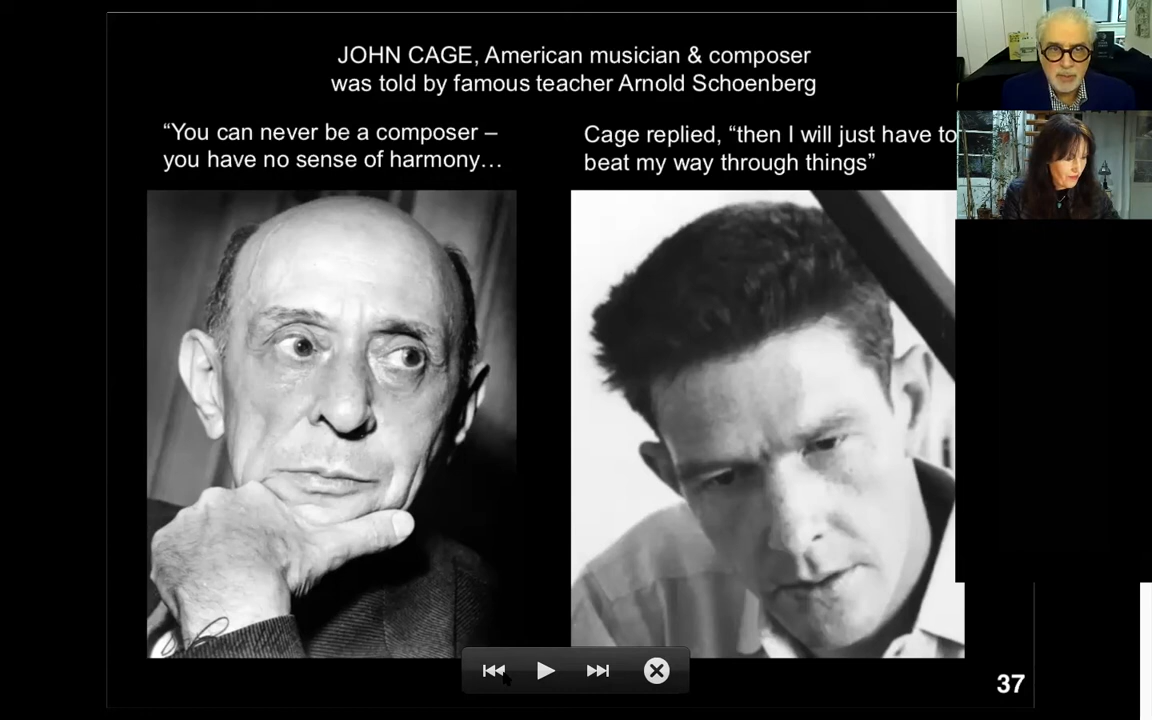 JOHN CAGE, American musician & composer
was told by famous teacher Arnold Schoenberg
“You can never be a composer –
you have no sense of harmony…
Cage replied, “then I will just have to
beat my way through things”
37